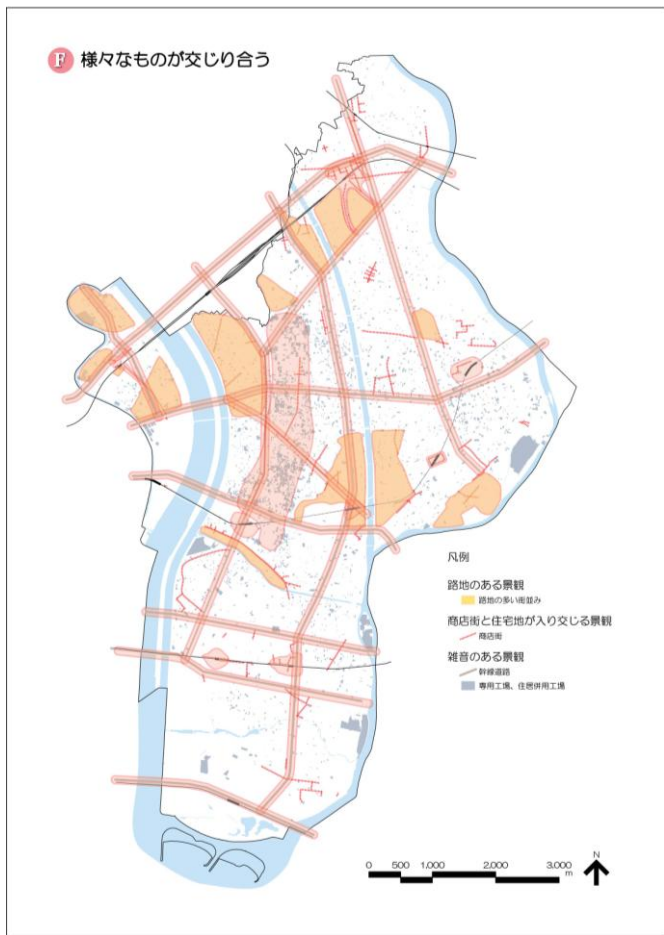 F 様々なものが交じり合う
凡例
路地のある景観
路地の多い街並み
商店街と住宅地が入り交じる景観
商店街
雑音のある景観
幹線道路
専用工場、住居併用工場
0 500 1,000 2,000 3,000
m
N